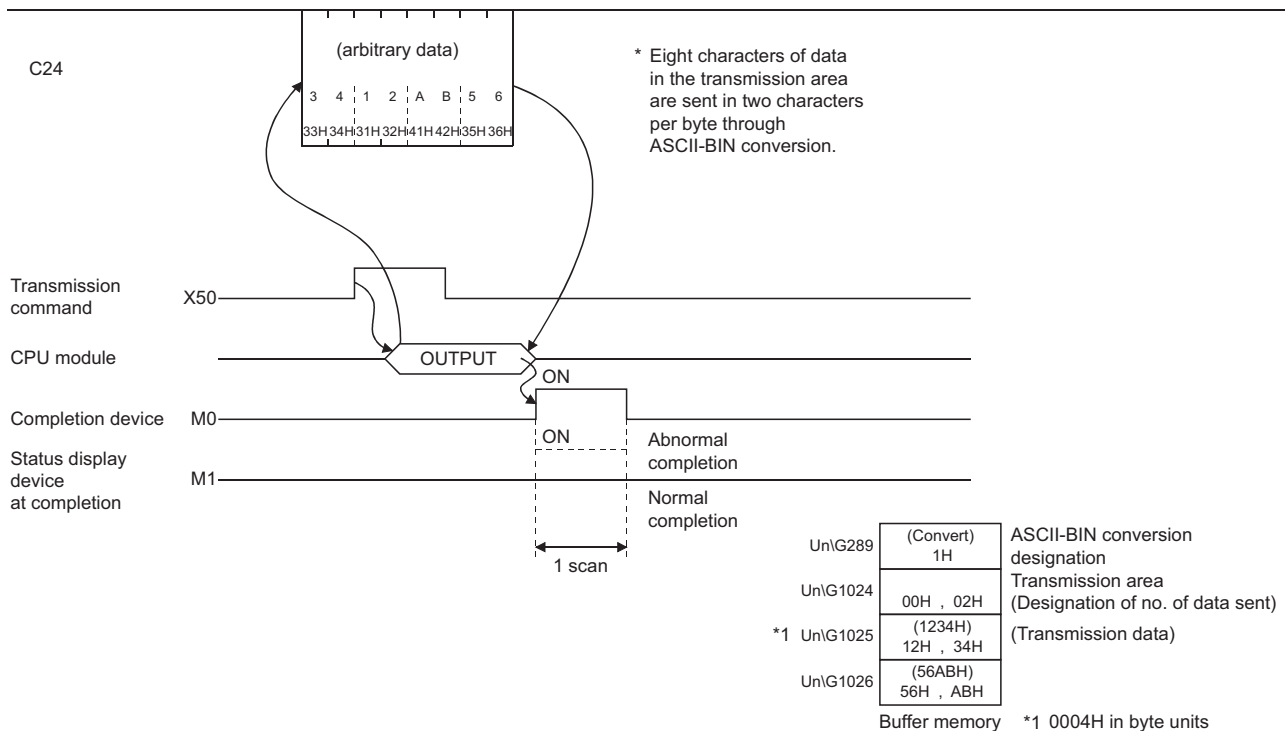 C24
(arbitrary data)
3 4 1 2 A B 5 6
33H 34H 31H 32H 41H 42H 35H 36H
* Eight characters of data
in the transmission area
are sent in two characters
per byte through
ASCII-BIN conversion.
Transmission
command
X50
CPU module
OUTPUT
ON
Completion device
M0
ON
Abnormal
completion
Status display
device
at completion
M1
Normal
completion
1 scan
Un\G289
(Convert)
1H
ASCII-BIN conversion
designation
Un\G1024
00H , 02H
Transmission area
(Designation of no. of data sent)
*1 Un\G1025
(1234H)
12H , 34H
(Transmission data)
Un\G1026
(56ABH)
56H , ABH
Buffer memory
*1 0004H in byte units